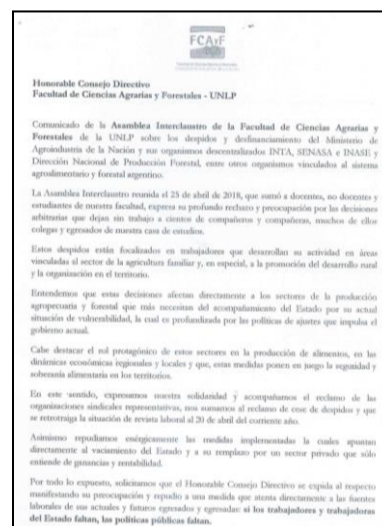 FCAyF
Honorable Consejo Directivo
Facultad de Ciencias Agrarias y Forestales - UNLP
Comunicado de la Asamblea Interclaustro de la Facultad de Ciencias Agrarias y
Forestales de la UNLP sobre los despidos y desfinanciamiento del Ministerio de
Agroindustria de la Nación y sus organismos descentralizados INTA, SENASA e INASE y
Dirección Nacional de Producción Forestal, entre otros organismos vinculados al sistema
agroalimentario y forestal argentino.
La Asamblea Interclaustro reunida el 25 de abril de 2018, que sumó a docentes, no docentes y
estudiantes de nuestra facultad, expresa su profundo rechazo y preocupación por las decisiones
arbitrarias que dejan sin trabajo a cientos de compañeros y compañeras, muchos de ellos
colegas y egresados de nuestra casa de estudios.
Estos despidos están focalizados en trabajadores que desarrollan su actividad en áreas
vinculadas al sector de la agricultura familiar y, en especial, a la promoción del desarrollo rural
y la organización en el territorio.
Entendemos que estas decisiones afectan directamente a los sectores de la producción
agropecuaria y forestal que más necesitan del acompañamiento del Estado por su actual
situación de vulnerabilidad, la cual es profundizada por las políticas de ajustes que impulsa el
gobierno actual.
Cabe destacar el rol protagónico de estos sectores en la producción de alimentos, en las
dinámicas económicas regionales y locales y que, estas medidas ponen en juego la seguridad y
soberanía alimentaria en los territorios.
En este sentido, expresamos nuestra solidaridad y acompañamos el reclamo de las
organizaciones sindicales representativas, nos sumamos al reclamo de cese de despidos y que
se retrotraiga la situación de revista laboral al 20 de abril del corriente año.
Asimismo repudiamos enérgicamente las medidas implementadas la cuales apuntan
directamente al vaciamiento del Estado y a su remplazo por un sector privado que sólo
entiende de ganancias y rentabilidad.
Por todo lo expuesto, solicitamos que el Honorable Consejo Directivo se expida al respecto
manifestando su preocupación y repudio a una medida que atenta directamente a las fuentes
laborales de sus actuales y futuros egresados y egresadas: si los trabajadores y trabajadoras
del Estado faltan, las políticas públicas faltan.